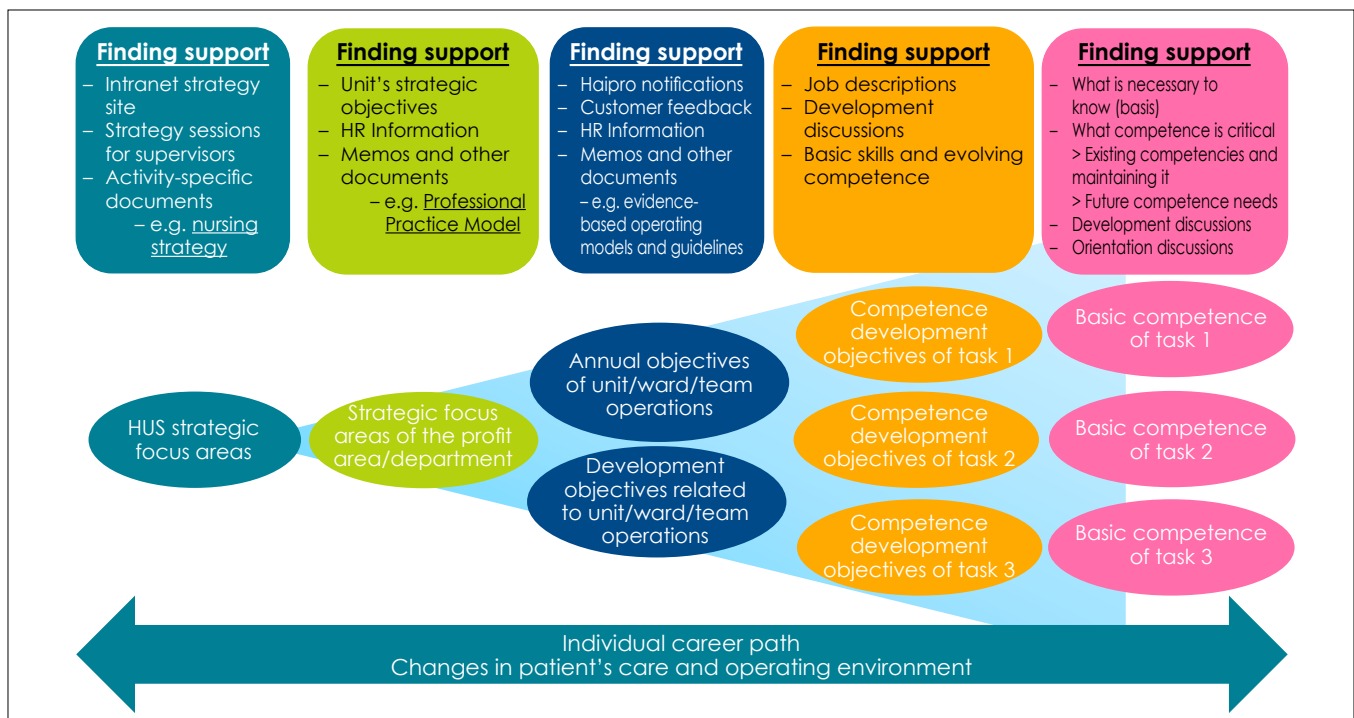 Finding support
– Intranet strategy
site
– Strategy sessions
for supervisors
– Activity-specific
documents
– e.g. nursing
strategy
Finding support
– Unit’s strategic
objectives
– HR Information
– Memos and other
documents
– e.g. Professional
Practice Model
Finding support
– Haipro notifications
– Customer feedback
– HR Information
– Memos and other
documents
– e.g. evidence-
based operating
models and guidelines
Finding support
– Job descriptions
– Development
discussions
– Basic skills and evolving
competence
Finding support
– What is necessary to
know (basis)
– What competence is critical
> Existing competencies and
maintaining it
> Future competence needs
– Development discussions
– Orientation discussions
HUS strategic
focus areas
Strategic focus
areas of the profit
area/department
Annual objectives
of unit/ward/team
operations
Development
objectives related
to unit/ward/team
operations
Competence
development
objectives of task 1
Competence
development
objectives of task 2
Competence
development
objectives of task 3
Basic competence
of task 1
Basic competence
of task 2
Basic competence
of task 3
Individual career path
Changes in patient’s care and operating environment